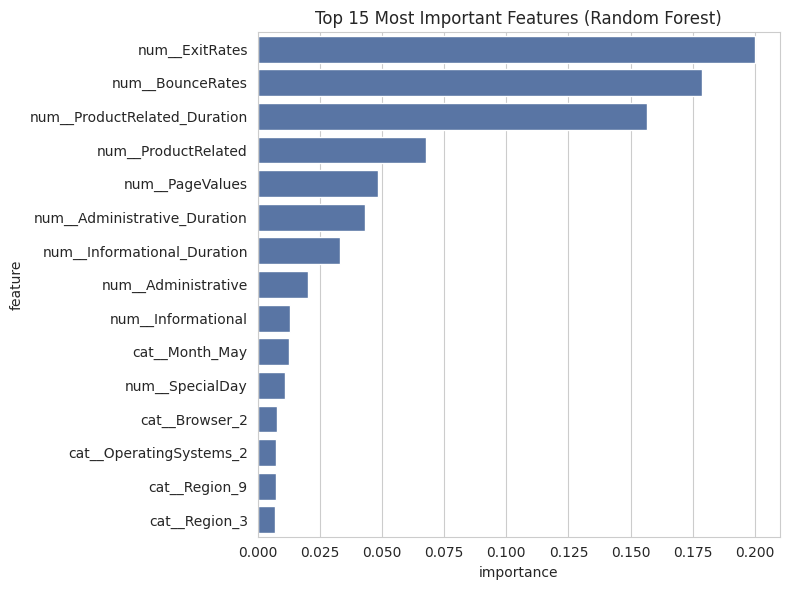 Top 15 Most Important Features (Random Forest)
feature
num__ExitRates
num__BounceRates
num__ProductRelated_Duration
num__ProductRelated
num__PageValues
num__Administrative_Duration
num__Informational_Duration
num__Administrative
num__Informational
cat__Month_May
num__SpecialDay
cat__Browser_2
cat__OperatingSystems_2
cat__Region_9
cat__Region_3
0.000 0.025 0.050 0.075 0.100 0.125 0.150 0.175 0.200
importance